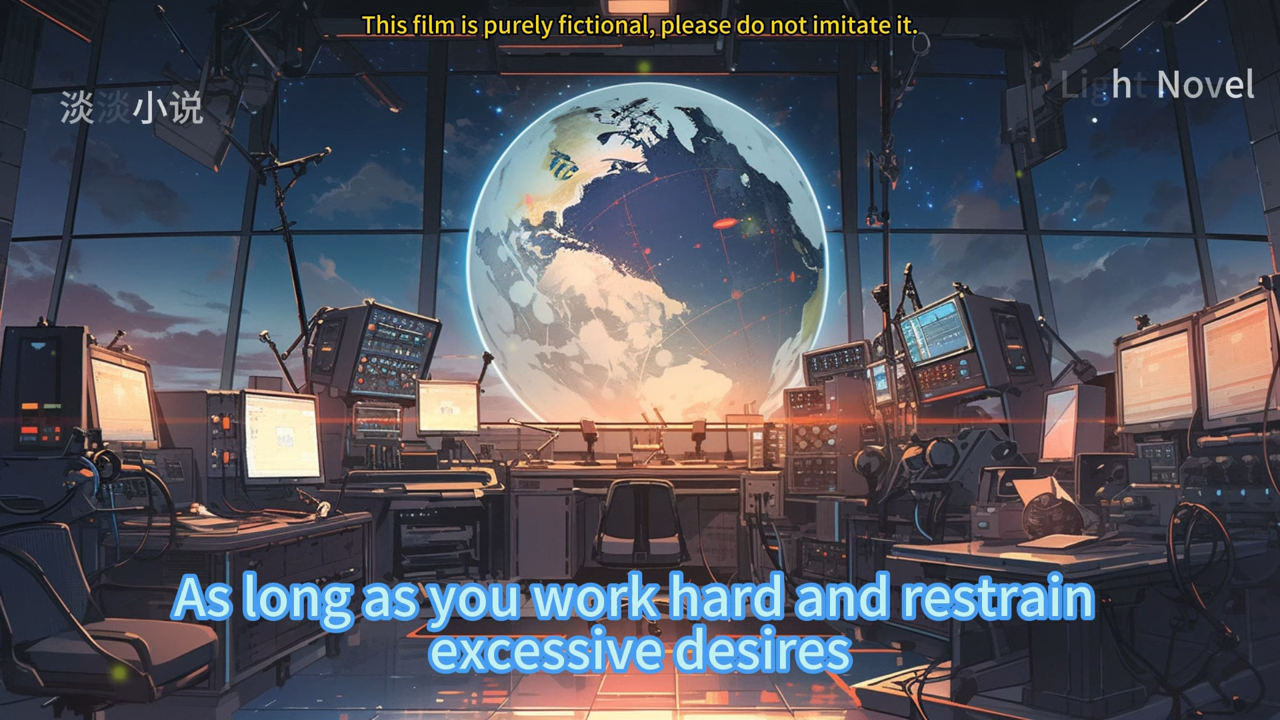 This film is purely fictional, please do not imitate it.
淡淡小说
Light Novel
As long as you work hard and restrain
excessive desires